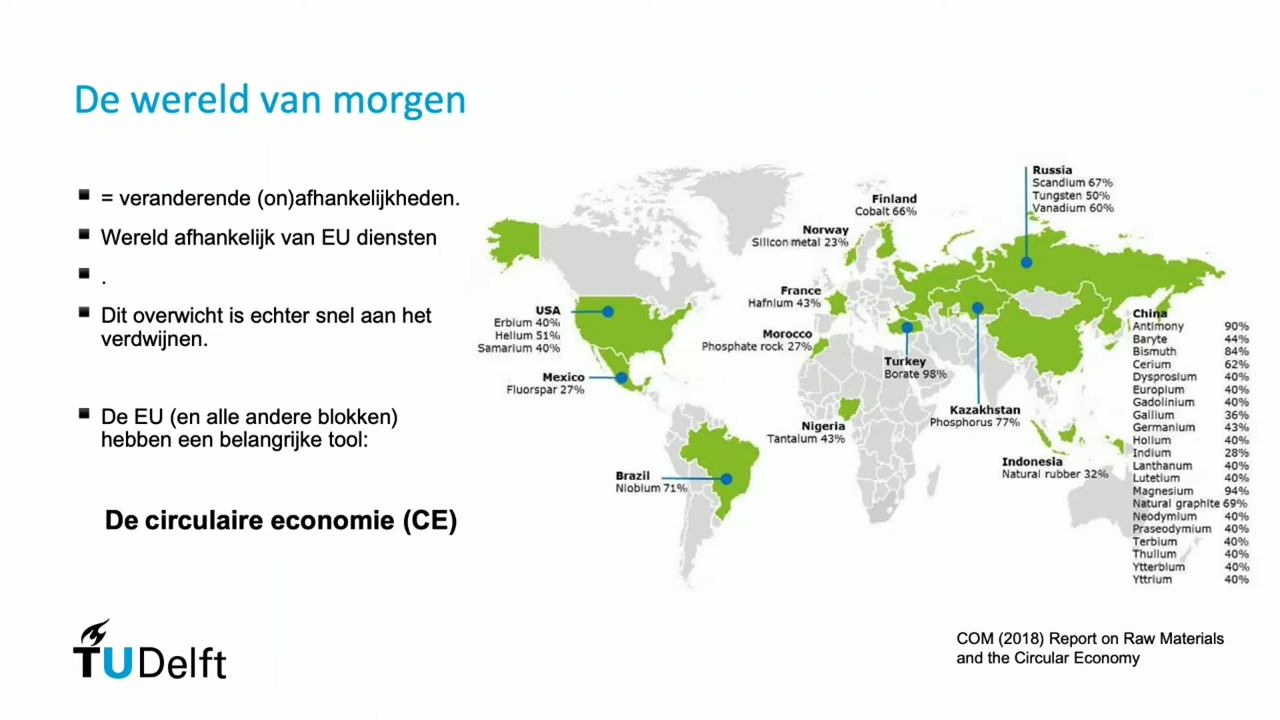 De wereld van morgen
= veranderende (on)afhankelijkheden.
Wereld afhankelijk van EU diensten
.
Dit overwicht is echter snel aan het
verdwijnen.
De EU (en alle andere blokken)
hebben een belangrijke tool:
De circulaire economie (CE)
Russia
Scandium 67%
Tungsten 50%
Vanadium 60%
Finland
Cobalt 66%
Norway
Silicon metal 23%
France
Hafnium 43%
USA
Erbium 40%
Helium 51%
Samarium 40%
Morocco
Phosphate rock 27%
Turkey
Borate 98%
Mexico
Fluorspar 27%
Kazakhstan
Phosphorus 77%
Nigeria
Tantalum 43%
Indonesia
Natural rubber 32%
Brazil
Niobium 71%
China
Antimony 90%
Baryte 44%
Bismuth 84%
Cerium 62%
Dysprosium 40%
Europium 40%
Gadolinium 40%
Gallium 36%
Germanium 43%
Holium 40%
Indium 28%
Lanthanum 40%
Lutetium 40%
Magnesium 94%
Natural graphite 69%
Neodymium 40%
Praseodymium 40%
Terbium 40%
Thullum 40%
Ytterbium 40%
Yttrium 40%
TU Delft
COM (2018) Report on Raw Materials
and the Circular Economy